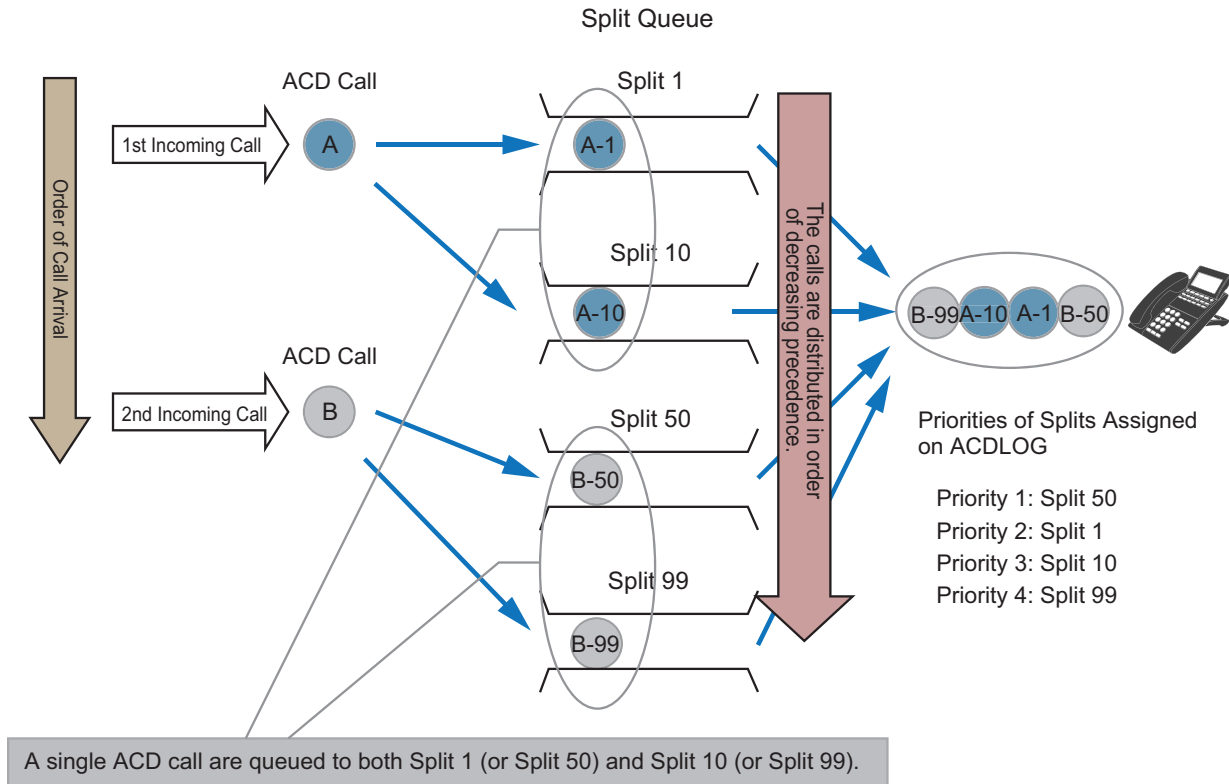 Split Queue
ACD Call
Split 1
1st Incoming Call
A
A-1
Order of Call Arrival
The calls are distributed in order
of decreasing precedence.
Split 10
A-10
B-99
A-10
A-1
B-50
ACD Call
2nd Incoming Call
B
Split 50
B-50
Priorities of Splits Assigned
on ACDLOG
Priority 1: Split 50
Priority 2: Split 1
Priority 3: Split 10
Priority 4: Split 99
Split 99
B-99
A single ACD call are queued to both Split 1 (or Split 50) and Split 10 (or Split 99).